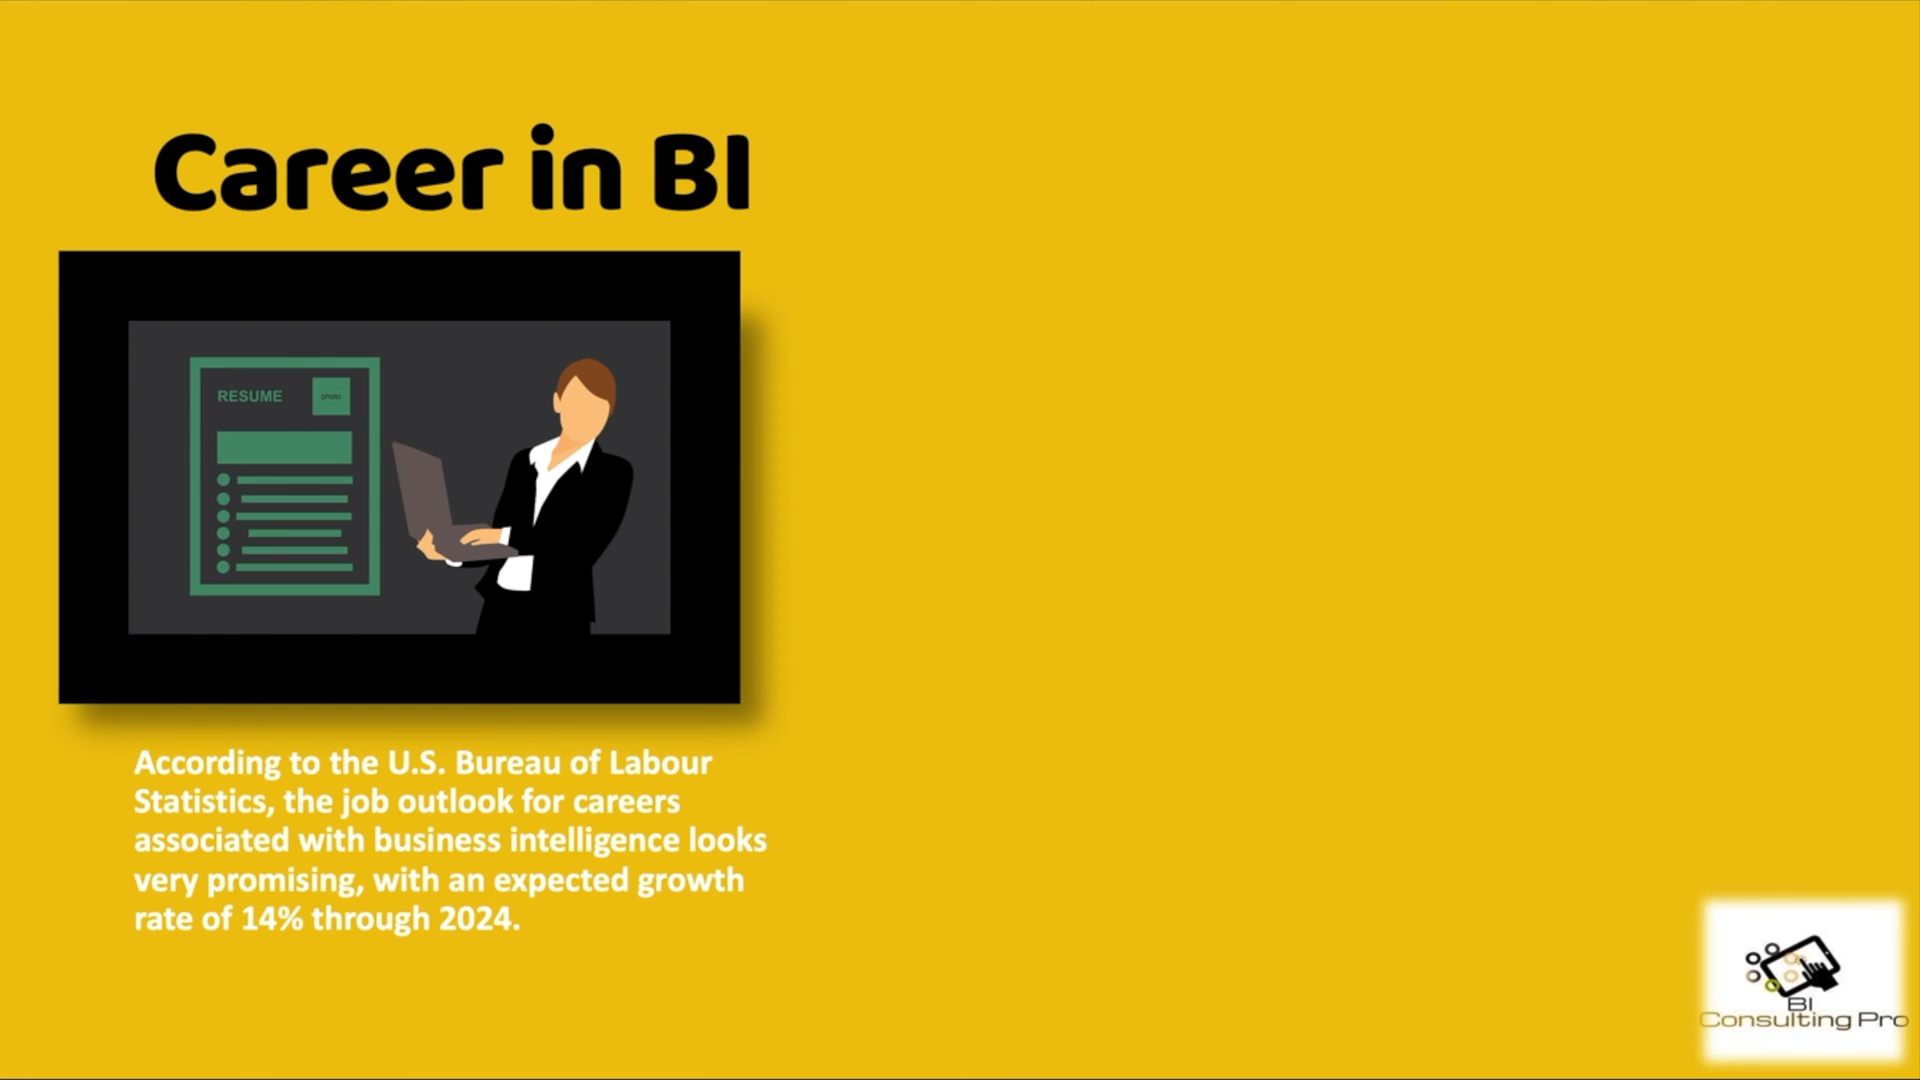 Career in BI
RESUME
photo
According to the U.S. Bureau of Labour
Statistics, the job outlook for careers
associated with business intelligence looks
very promising, with an expected growth
rate of 14% through 2024.
BI
Consulting Pro